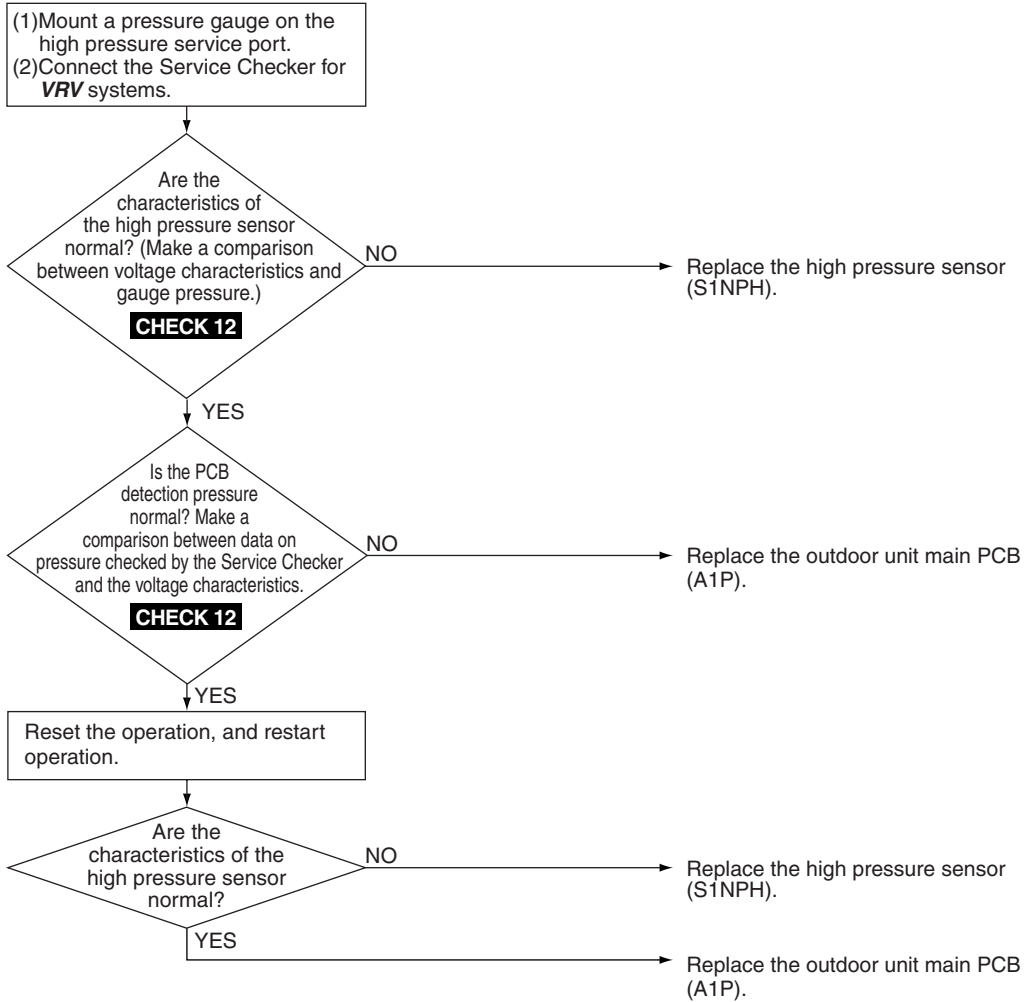 (1)Mount a pressure gauge on the
high pressure service port.
(2)Connect the Service Checker for
VRV systems.
Are the
characteristics of
the high pressure sensor
normal? (Make a comparison
between voltage characteristics and
gauge pressure.)
CHECK 12
NO
Replace the high pressure sensor
(S1NPH).
YES
Is the PCB
detection pressure
normal? Make a
comparison between data on
pressure checked by the Service Checker
and the voltage characteristics.
CHECK 12
NO
Replace the outdoor unit main PCB
(A1P).
YES
Reset the operation, and restart
operation.
Are the
characteristics of the
high pressure sensor
normal?
NO
Replace the high pressure sensor
(S1NPH).
YES
Replace the outdoor unit main PCB
(A1P).